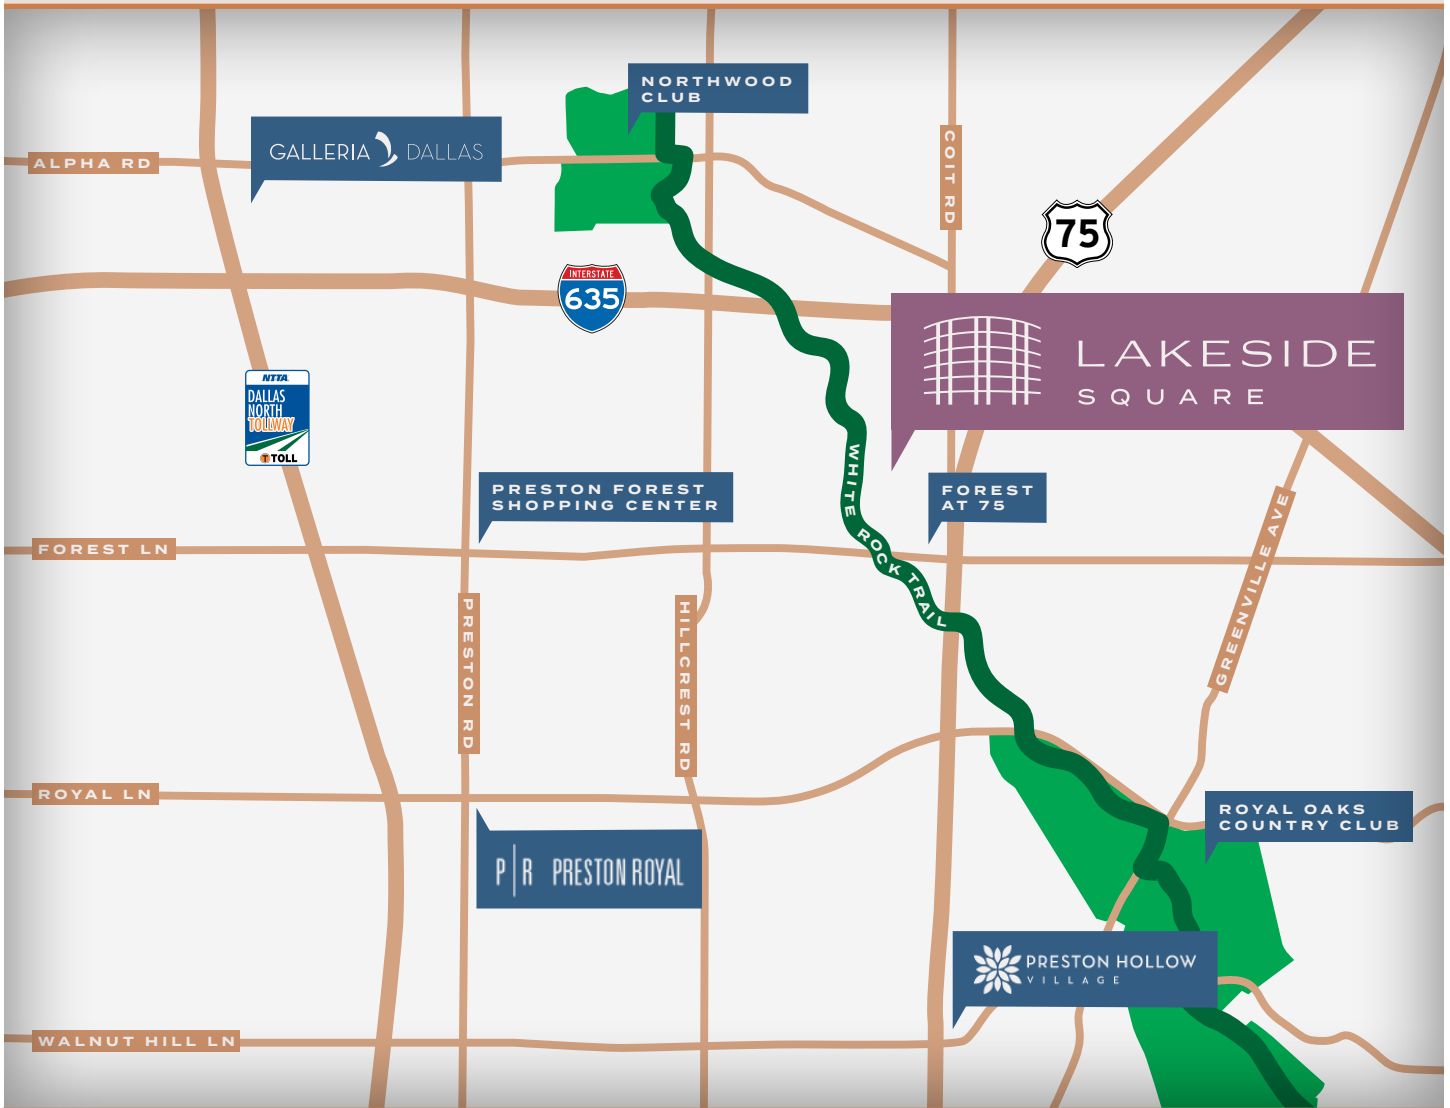 NORTHWOOD
CLUB
GALLERIA DALLAS
ALPHA RD
COIT RD
75
INTERSTATE
635
LAKESIDE
SQUARE
NTTA
DALLAS
NORTH
TOLLWAY
TOLL
WHITE ROCK TRAIL
PRESTON FOREST
SHOPPING CENTER
FOREST
AT 75
GREENVILLE AVE
FOREST LN
PRESTON RD
HILLCREST RD
ROYAL LN
ROYAL OAKS
COUNTRY CLUB
P|R PRESTON ROYAL
PRESTON HOLLOW
VILLAGE
WALNUT HILL LN